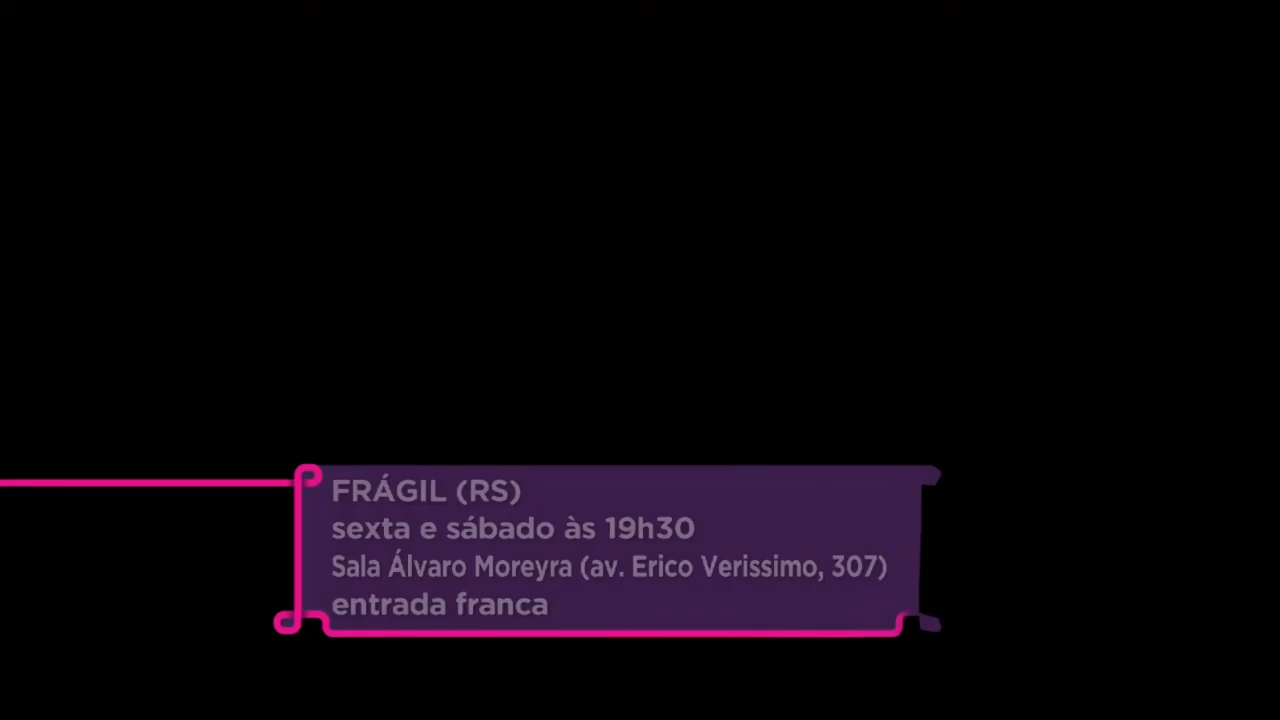 FRÁGIL (RS)
sexta e sábado às 19h30
Sala Álvaro Moreyra (av. Erico Verissimo, 307)
entrada franca